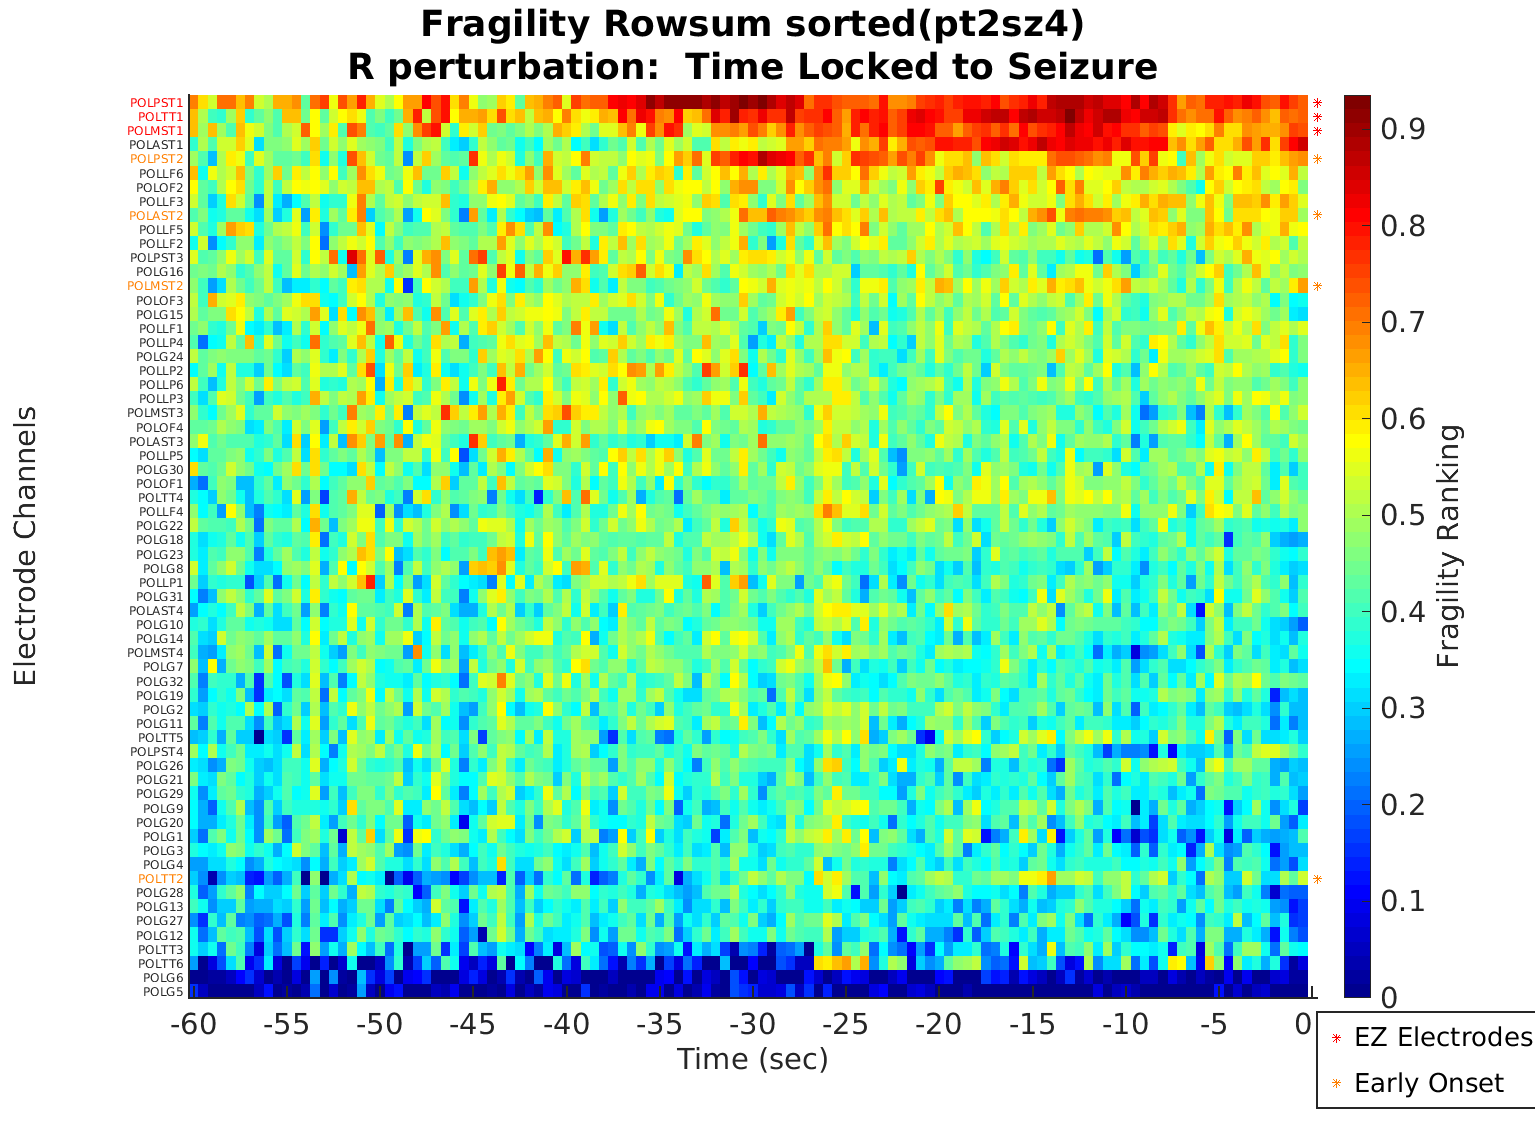 Fragility Rowsum sorted(pt2sz4)
R perturbation:  Time Locked to Seizure
Electrode Channels
POLPST1
POLTT1
POLMST1
POLAST1
POLPST2
POLLF6
POLOF2
POLLF3
POLAST2
POLLF5
POLLF2
POLPST3
POLG16
POLMST2
POLOF3
POLG15
POLLF1
POLLP4
POLG24
POLLP2
POLLP6
POLLP3
POLMST3
POLOF4
POLAST3
POLLP5
POLG30
POLOF1
POLTT4
POLLF4
POLG22
POLG18
POLG23
POLG8
POLLP1
POLG31
POLAST4
POLG10
POLG14
POLMST4
POLG7
POLG32
POLG19
POLG2
POLG11
POLTT5
POLPST4
POLG26
POLG21
POLG29
POLG9
POLG20
POLG1
POLG3
POLG4
POLTT2
POLG28
POLG13
POLG27
POLG12
POLTT3
POLTT6
POLG6
POLG5
-60 -55 -50 -45 -40 -35 -30 -25 -20 -15 -10 -5 0
Time (sec)
0.9
0.8
0.7
0.6
0.5
0.4
0.3
0.2
0.1
0
Fragility Ranking
EZ Electrodes
Early Onset